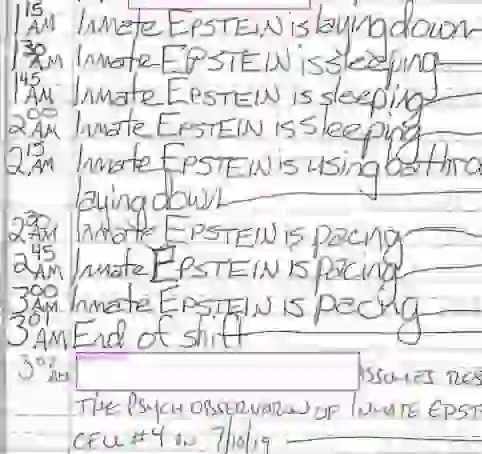 1 15 AM Inmate EPSTEIN is laying down
1 30 AM Inmate EPSTEIN is sleeping
1 45 AM Inmate EPSTEIN is sleeping
2 00 AM Inmate EPSTEIN is sleeping
2 15 AM Inmate EPSTEIN is using bathro
laying down
2 30 AM Inmate EPSTEIN is pacing
2 45 AM Inmate EPSTEIN is pacing
3 00 AM Inmate EPSTEIN is pacing
3 01 AM End of shift
3 01 AM ASSUMES RES
THE PSYCH OBSERVATION OF INMATE EPST
CELL #4 ON 7/10/19